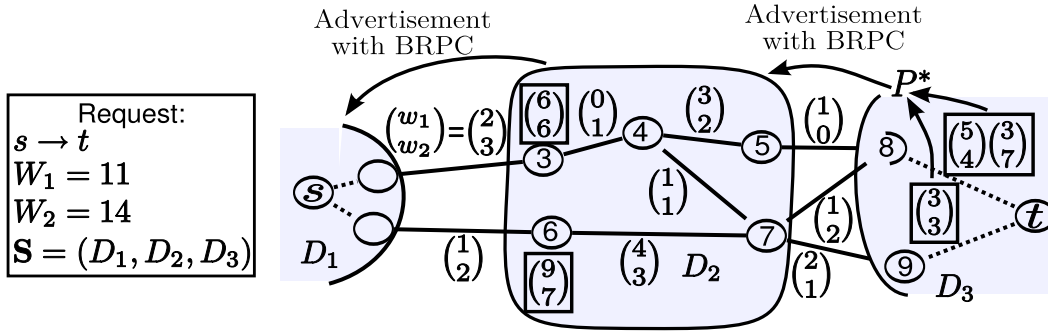 Advertisement
with BRPC
Advertisement
with BRPC
Request:
s → t
W₁ = 11
W₂ = 14
S = (D₁, D₂, D₃)
s
D₁
(w₁ w₂) = (2 3)
(1 2)
(6 6)
3
(0 1)
4
(3 2)
5
(1 1)
6
(9 7)
(4 3)
7
D₂
(1 0)
(1 2)
(2 1)
P*
8
(5 4) (3 7)
(3 3)
t
9
D₃